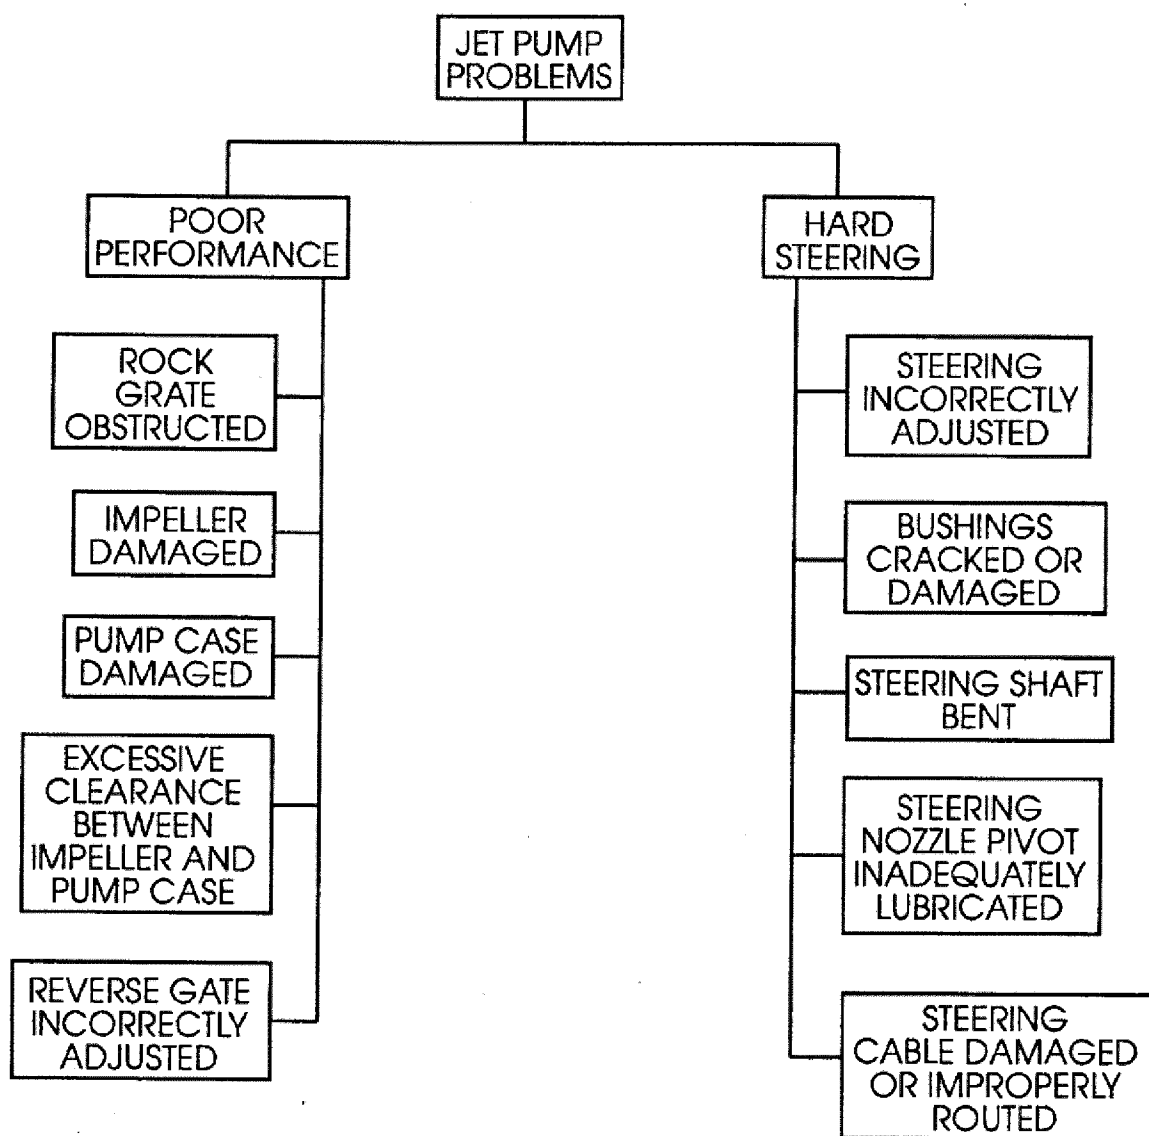 JET PUMP
PROBLEMS
POOR
PERFORMANCE
ROCK
GRATE
OBSTRUCTED
IMPELLER
DAMAGED
PUMP CASE
DAMAGED
EXCESSIVE
CLEARANCE
BETWEEN
IMPELLER AND
PUMP CASE
REVERSE GATE
INCORRECTLY
ADJUSTED
HARD
STEERING
STEERING
INCORRECTLY
ADJUSTED
BUSHINGS
CRACKED OR
DAMAGED
STEERING SHAFT
BENT
STEERING
NOZZLE PIVOT
INADEQUATELY
LUBRICATED
STEERING
CABLE DAMAGED
OR IMPROPERLY
ROUTED